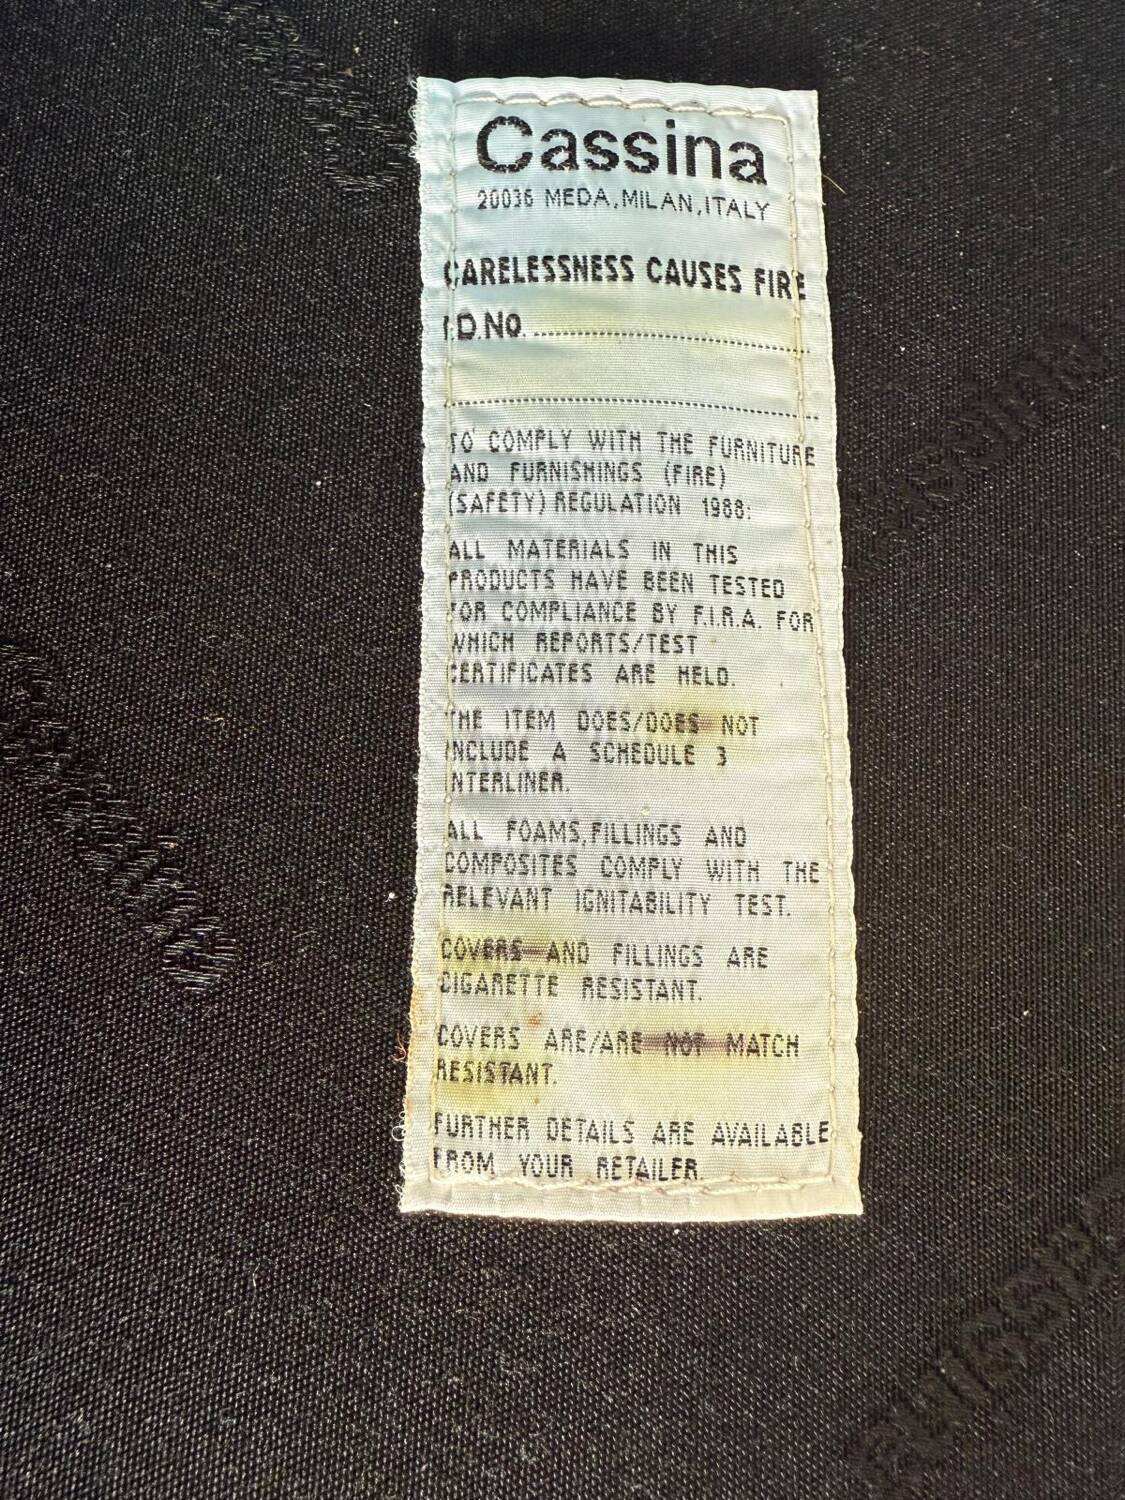 Cassina
20036 MEDA, MILAN, ITALY
CARELESSNESS CAUSES FIRE
I.D.NO.
TO COMPLY WITH THE FURNITURE
AND FURNISHINGS (FIRE)
(SAFETY) REGULATION 1988:
ALL MATERIALS IN THIS
PRODUCTS HAVE BEEN TESTED
FOR COMPLIANCE BY F.I.R.A. FOR
WHICH REPORTS/TEST
CERTIFICATES ARE HELD.
THE ITEM DOES/DOES NOT
INCLUDE A SCHEDULE 3
INTERLINER.
ALL FOAMS, FILLINGS AND
COMPOSITES COMPLY WITH THE
RELEVANT IGNITABILITY TEST.
COVERS AND FILLINGS ARE
CIGARETTE RESISTANT.
COVERS ARE/ARE NOT MATCH
RESISTANT.
FURTHER DETAILS ARE AVAILABLE
FROM YOUR RETAILER.